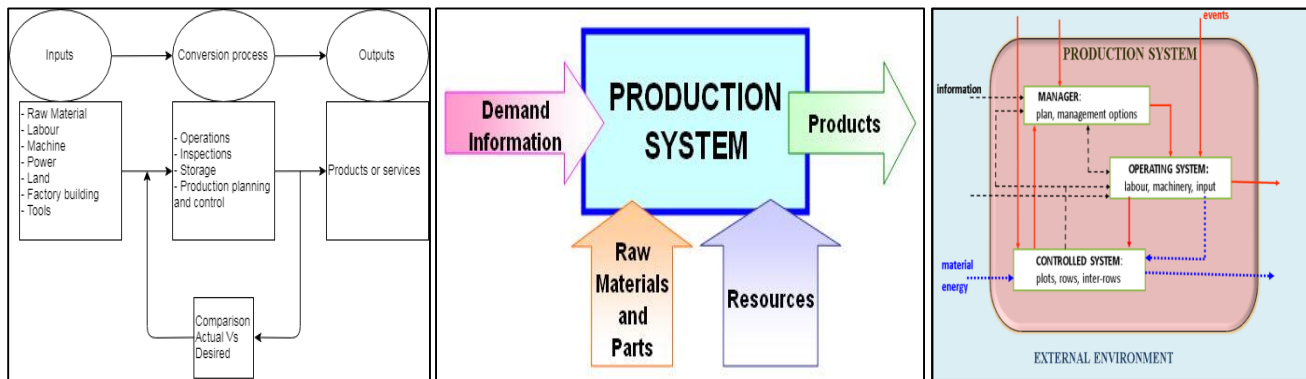 Inputs
Conversion process
Outputs
- Raw Material
- Labour
- Machine
- Power
- Land
- Factory building
- Tools
- Operations
- Inspections
- Storage
- Production planning
and control
Products or services
Comparison
Actual Vs
Desired
Demand
Information
PRODUCTION
SYSTEM
Products
Raw
Materials
and
Parts
Resources
events
PRODUCTION SYSTEM
information
MANAGER:
plan, management options
OPERATING SYSTEM:
labour, machinery, input
CONTROLLED SYSTEM:
plots, rows, inter-rows
material
energy
EXTERNAL ENVIRONMENT